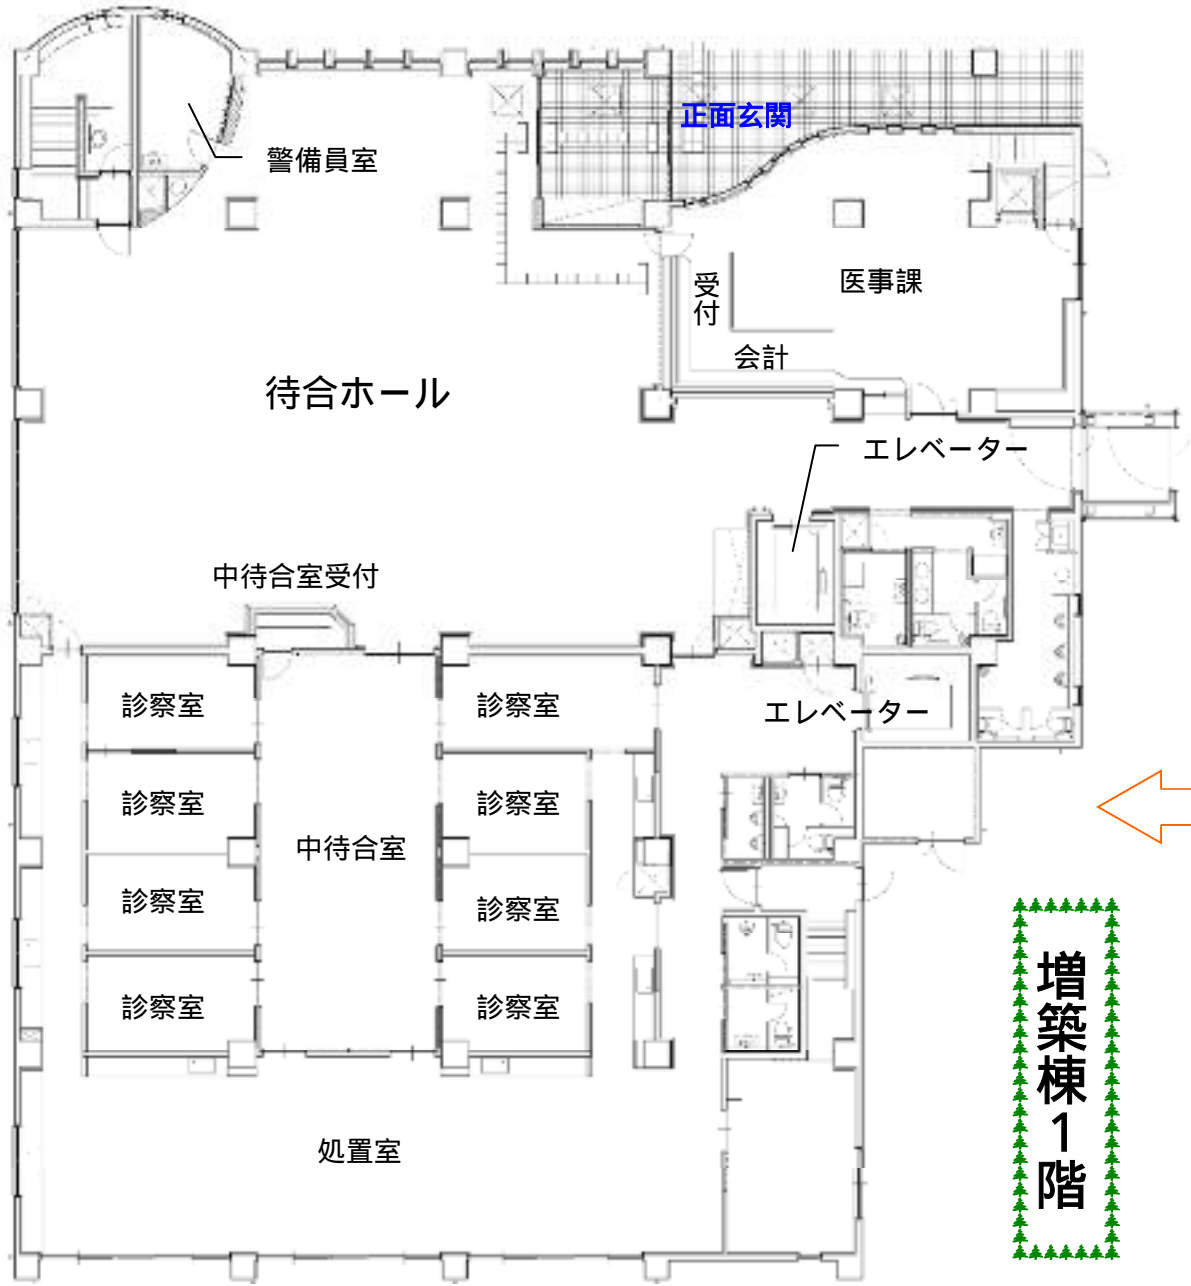 正面玄関
警備員室
受付
医事課
会計
待合ホール
エレベーター
中待合室受付
診察室
診察室
エレベーター
診察室
診察室
中待合室
診察室
診察室
診察室
診察室
処置室
増築棟1階